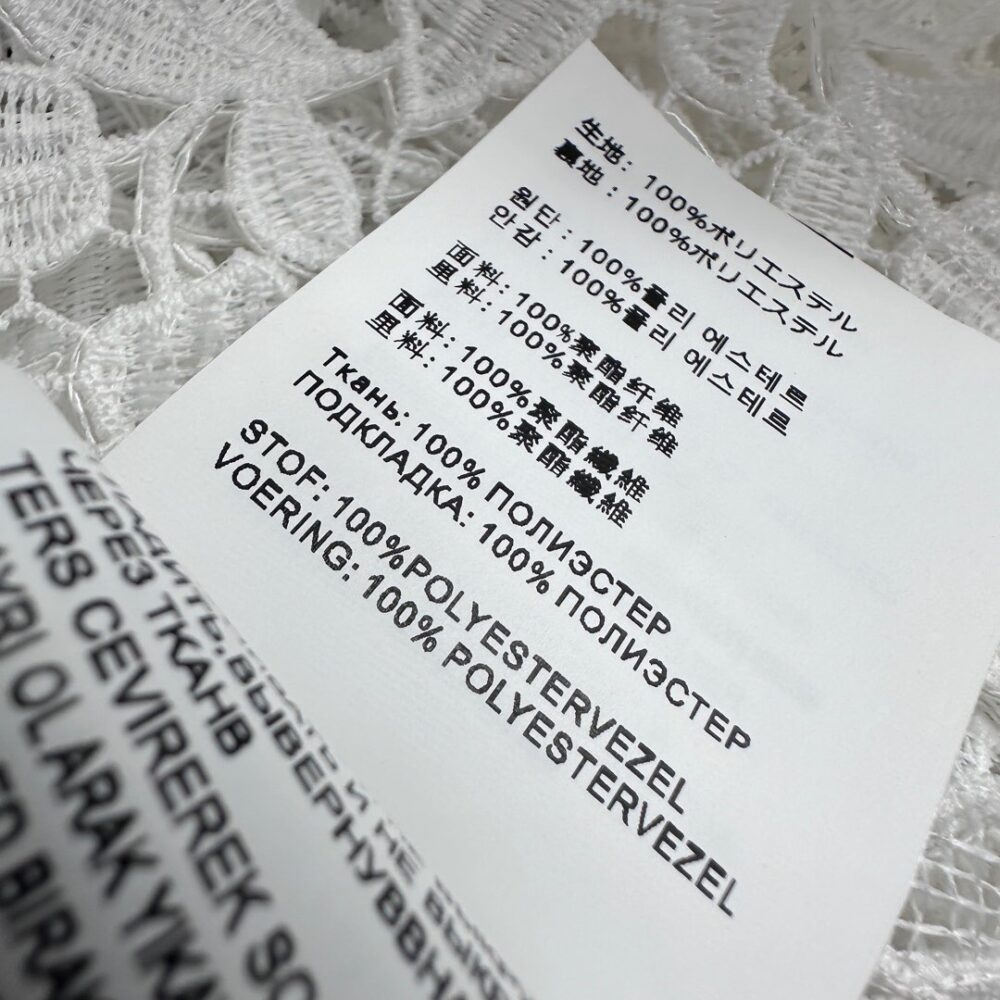 生地: 100%ポリエステル
裏地: 100%ポリエステル
원타: 100%폴리 에스테르
안감: 100%폴리 에스테르
面料: 100%聚酯纤维
里料: 100%聚酯纤维
面料: 100%聚酯纖維
里料: 100%聚酯纖維
Ткань: 100% ПОЛИЭСТЕР
ПОДКЛАДКА: 100% ПОЛИЭСТЕР
STOF: 100%POLYESTERVEZEL
VOERING: 100% POLYESTERVEZEL
И НЕ
ЧЕРЕЗ ТКАНВ
TERS CEVIREREK
OLARAK